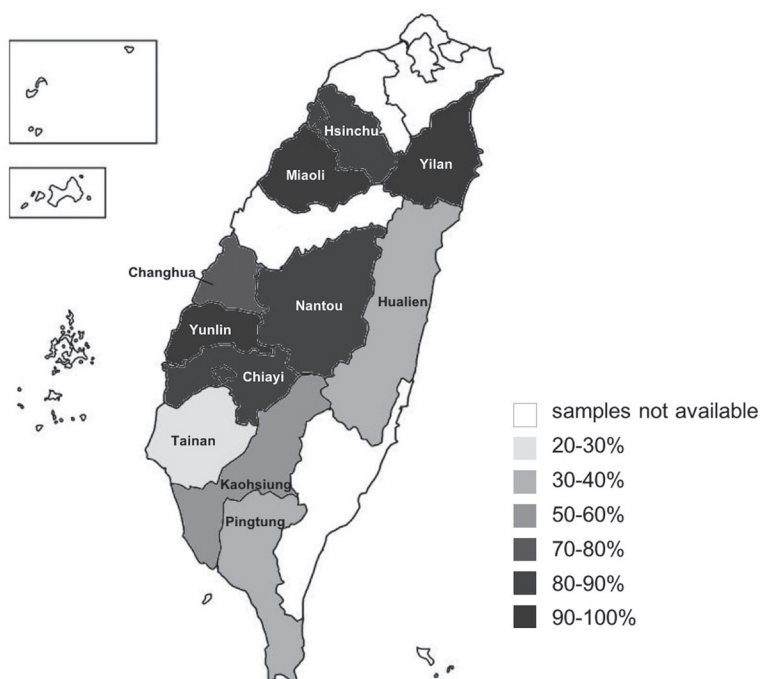 Hsinchu
Yilan
Miaoli
Changhua
Nantou
Hualien
Yunlin
Chiayi
Tainan
Kaohsiung
Pingtung
samples not available
20-30%
30-40%
50-60%
70-80%
80-90%
90-100%